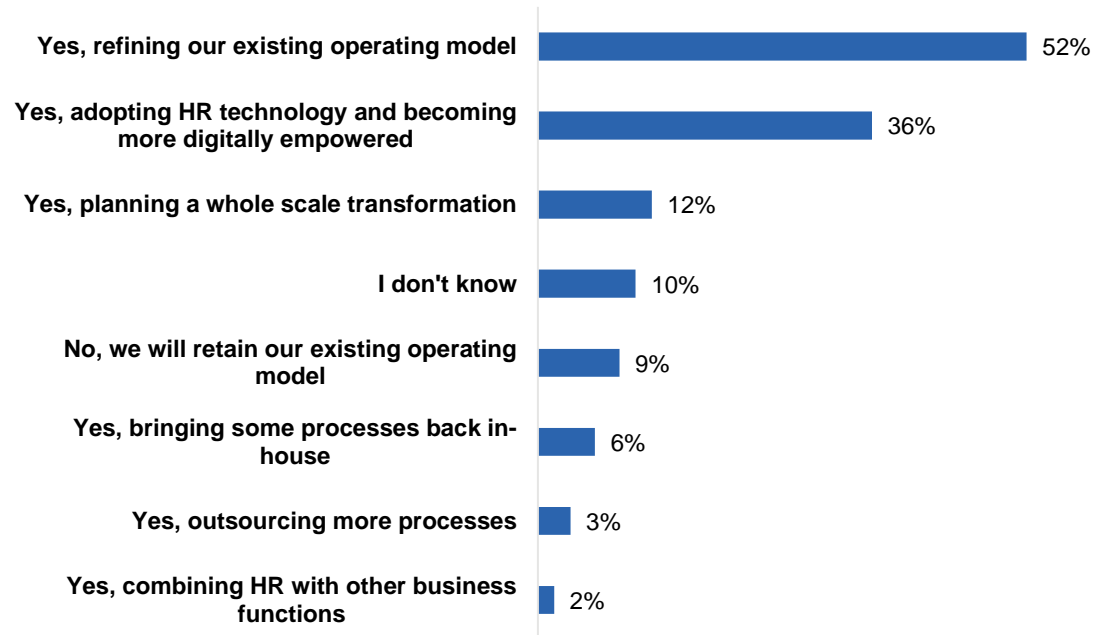 Yes, refining our existing operating model
52%
Yes, adopting HR technology and becoming
more digitally empowered
36%
Yes, planning a whole scale transformation
12%
I don't know
10%
No, we will retain our existing operating
model
9%
Yes, bringing some processes back in-
house
6%
Yes, outsourcing more processes
3%
Yes, combining HR with other business
functions
2%